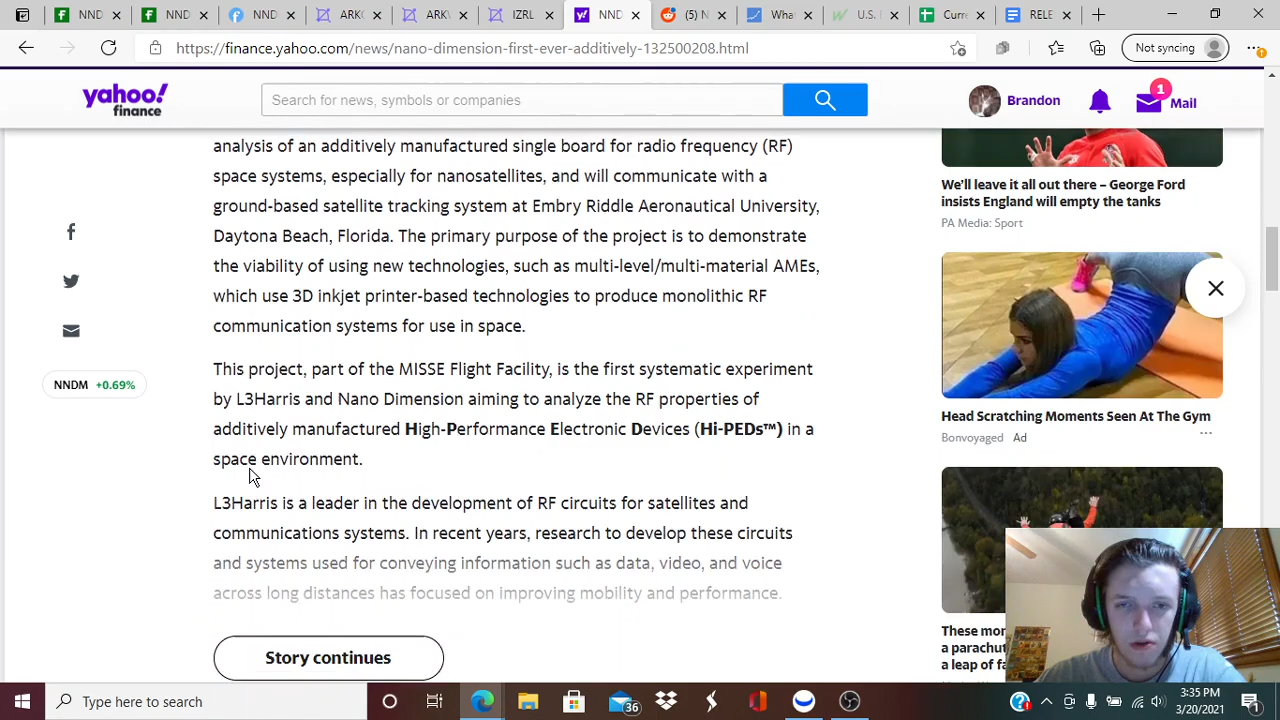 NND
NND
NND
ARK
ARK
IZRL
NND
(5) N
Wha
U.S. I
Curre
RELE
https://finance.yahoo.com/news/nano-dimension-first-ever-additively-132500208.html
Not syncing
yahoo!
finance
Search for news, symbols or companies
Brandon
1
Mail
analysis of an additively manufactured single board for radio frequency (RF)
space systems, especially for nanosatellites, and will communicate with a
ground-based satellite tracking system at Embry Riddle Aeronautical University,
Daytona Beach, Florida. The primary purpose of the project is to demonstrate
the viability of using new technologies, such as multi-level/multi-material AMEs,
which use 3D inkjet printer-based technologies to produce monolithic RF
communication systems for use in space.
This project, part of the MISSE Flight Facility, is the first systematic experiment
by L3Harris and Nano Dimension aiming to analyze the RF properties of
additively manufactured High-Performance Electronic Devices (Hi-PEDs™) in a
space environment.
L3Harris is a leader in the development of RF circuits for satellites and
communications systems. In recent years, research to develop these circuits
and systems used for conveying information such as data, video, and voice
across long distances has focused on improving mobility and performance.
Story continues
NNDM +0.69%
We'll leave it all out there – George Ford
insists England will empty the tanks
PA Media: Sport
Head Scratching Moments Seen At The Gym
Bonvoyaged Ad
These mor
a parachut
a leap of fa
Type here to search
36
3:35 PM
3/20/2021
1